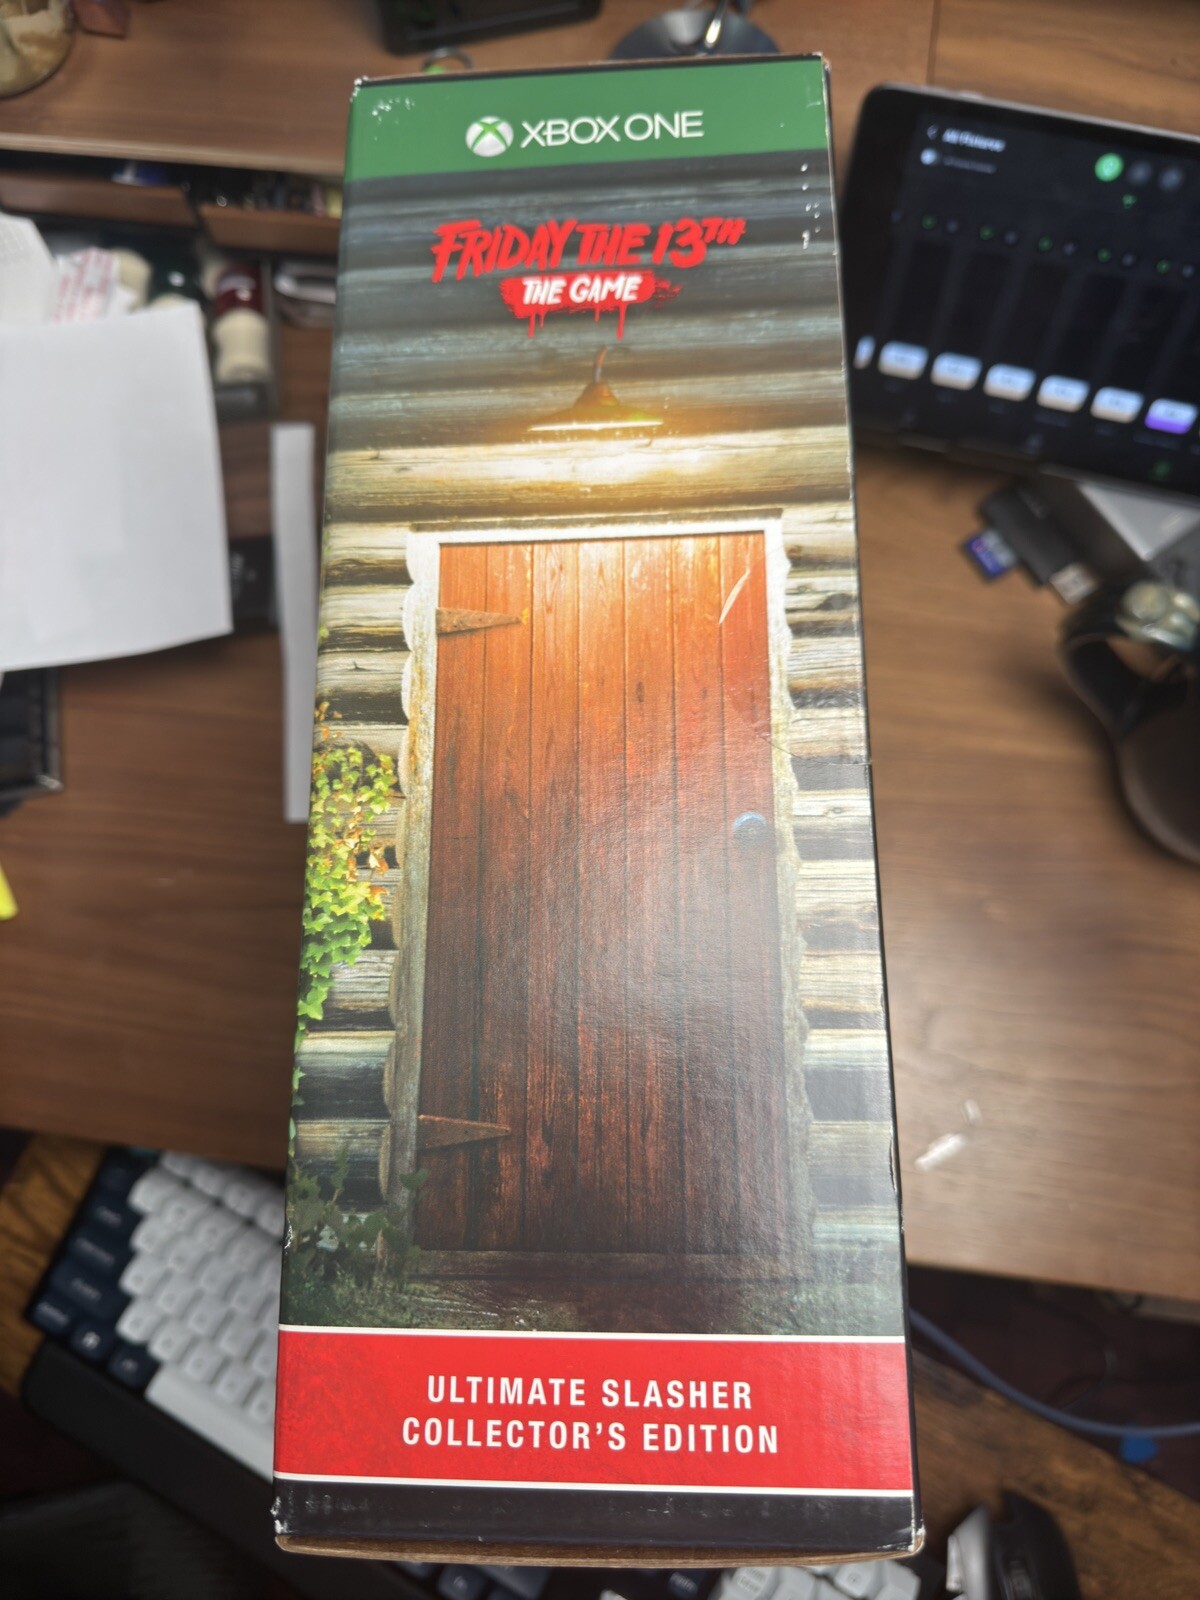 XBOX ONE
FRIDAY THE 13TH
THE GAME
ULTIMATE SLASHER
COLLECTOR'S EDITION